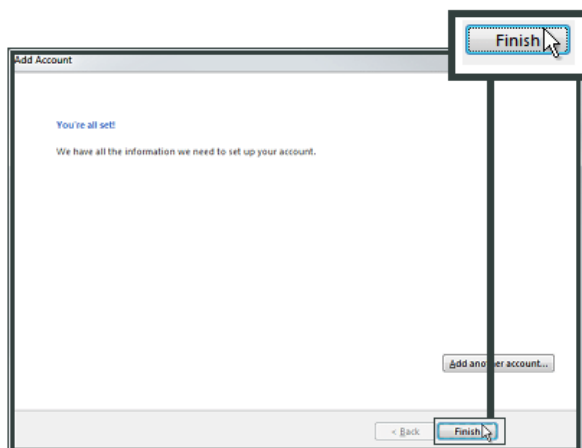 Finish
Add Account
You're all set!
We have all the information we need to set up your account.
Add another account...
< Back
Finish